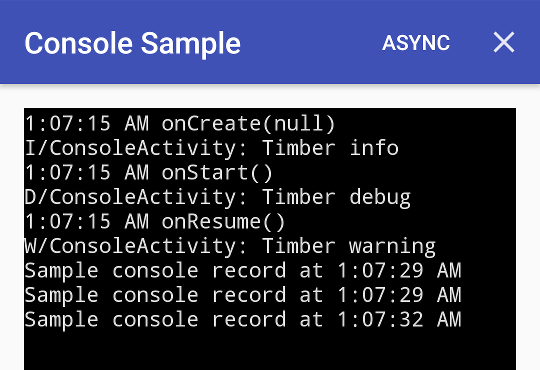 Console Sample ASYNC
1:07:15 AM onCreate(null)
I/ConsoleActivity: Timber info
1:07:15 AM onStart()
D/ConsoleActivity: Timber debug
1:07:15 AM onResume()
W/ConsoleActivity: Timber warning
Sample console record at 1:07:29 AM
Sample console record at 1:07:29 AM
Sample console record at 1:07:32 AM